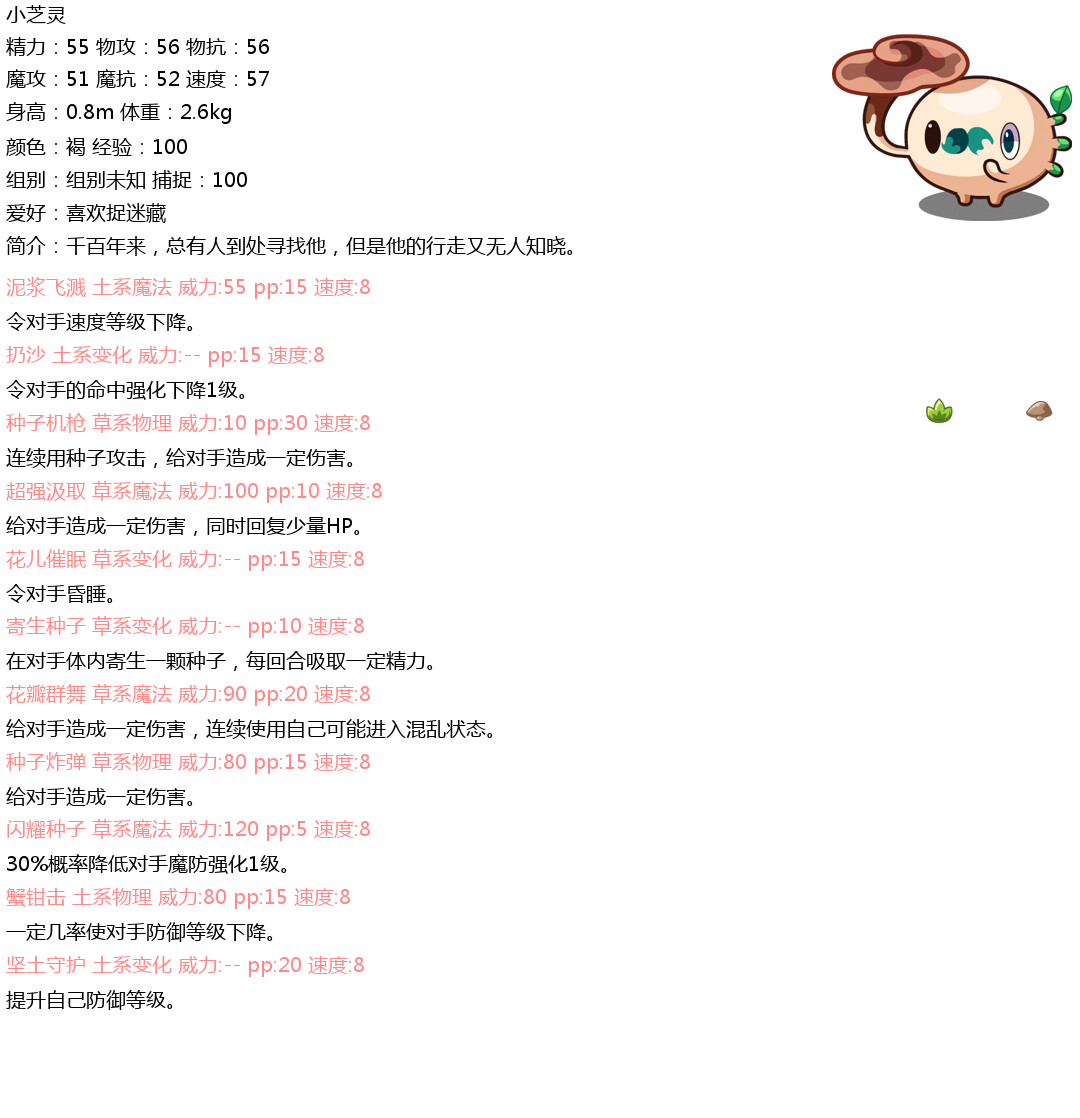 小芝灵
精力：55 物攻：56 物抗：56
魔攻：51 魔抗：52 速度：57
身高：0.8m 体重：2.6kg
颜色：褐 经验：100
组别：组别未知 捕捉：100
爱好：喜欢捉迷藏
简介：千百年来，总有人到处寻找他，但是他的行走又无人知晓。
泥浆飞溅 土系魔法 威力:55 pp:15 速度:8
令对手速度等级下降。
扔沙 土系变化 威力:-- pp:15 速度:8
令对手的命中强化下降1级。
种子机枪 草系物理 威力:10 pp:30 速度:8
连续用种子攻击，给对手造成一定伤害。
超强汲取 草系魔法 威力:100 pp:10 速度:8
给对手造成一定伤害，同时回复少量HP。
花儿催眠 草系变化 威力:-- pp:15 速度:8
令对手昏睡。
寄生种子 草系变化 威力:-- pp:10 速度:8
在对手体内寄生一颗种子，每回合吸取一定精力。
花瓣群舞 草系魔法 威力:90 pp:20 速度:8
给对手造成一定伤害，连续使用自己可能进入混乱状态。
种子炸弹 草系物理 威力:80 pp:15 速度:8
给对手造成一定伤害。
闪耀种子 草系魔法 威力:120 pp:5 速度:8
30%概率降低对手魔防强化1级。
蟹钳击 土系物理 威力:80 pp:15 速度:8
一定几率使对手防御等级下降。
坚土守护 土系变化 威力:-- pp:20 速度:8
提升自己防御等级。